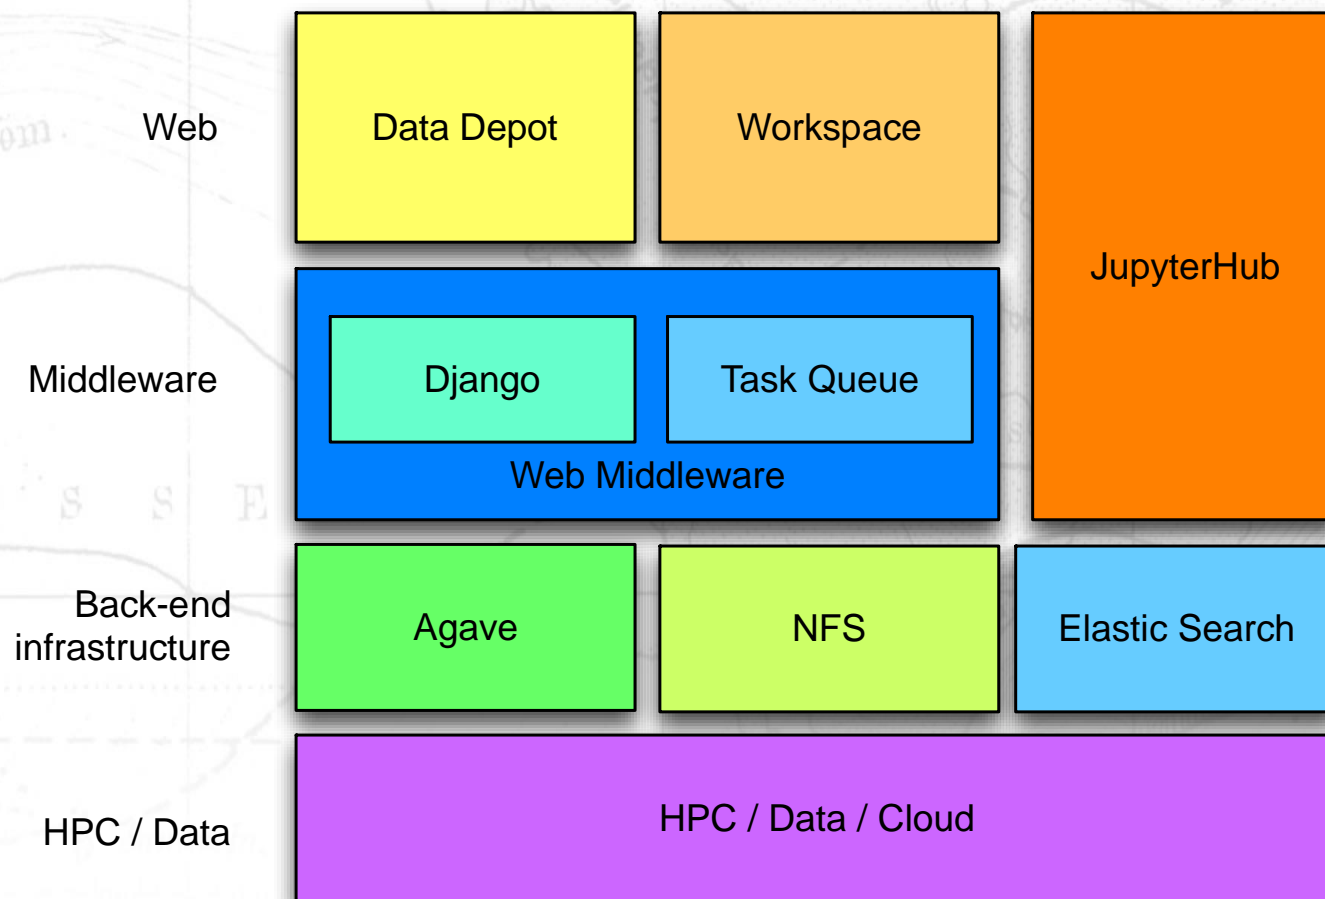 Web
Data Depot
Workspace
JupyterHub
Middleware
Django
Task Queue
Web Middleware
Back-end
infrastructure
Agave
NFS
Elastic Search
HPC / Data
HPC / Data / Cloud
öm.
S S E